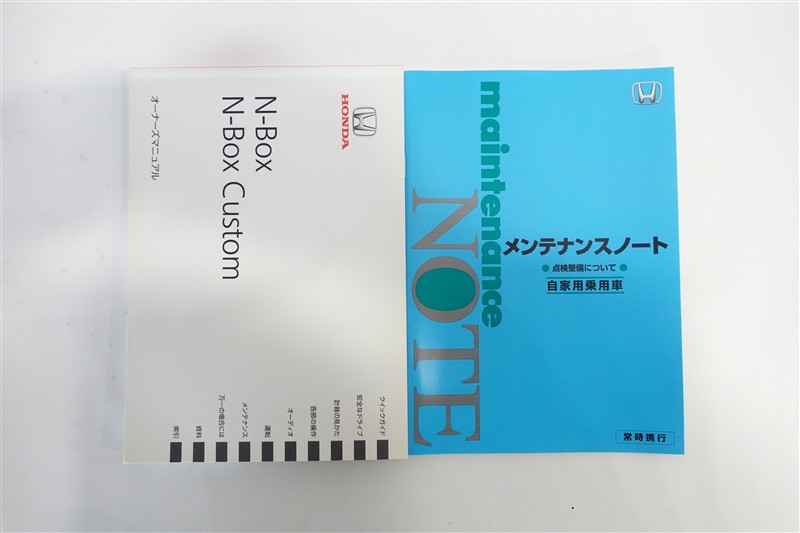 HONDA
N-Box
N-Box Custom
オーナーズマニュアル
クイックガイド
安全なドライブ
計器の見かた
各部の操作
オーディオ
運転
メンテナンス
万一の場合には
資料
索引
maintenance
NOTE
メンテナンスノート
● 点検整備について ●
自家用乗用車
常時携行